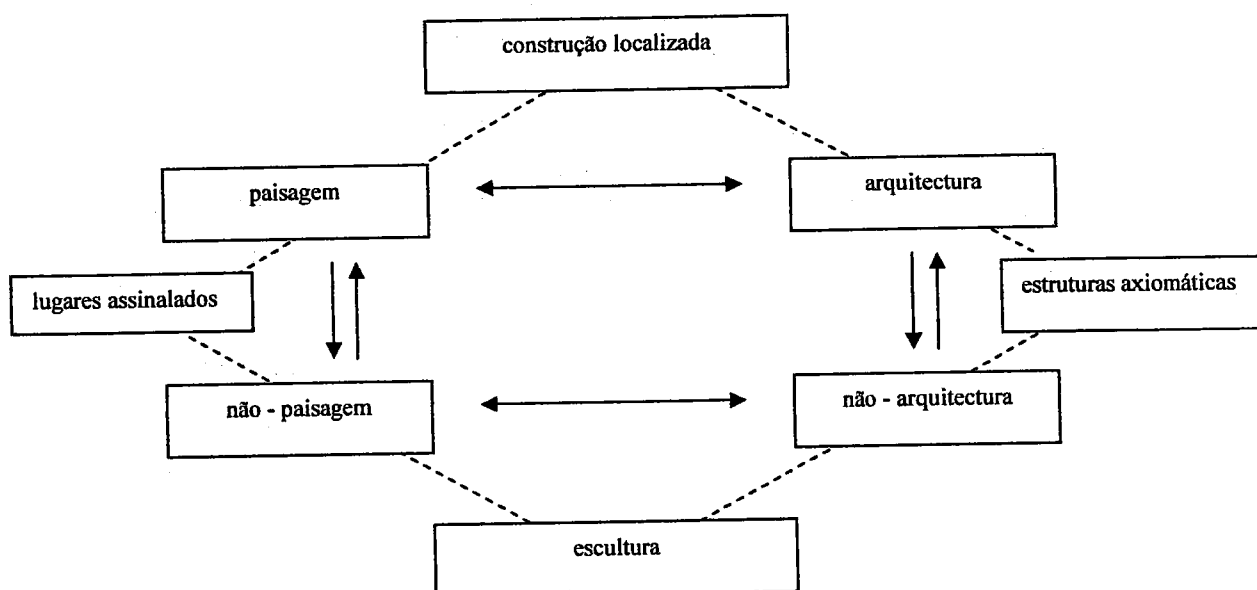 construção localizada
paisagem
arquitectura
lugares assinalados
estruturas axiomáticas
não - paisagem
não - arquitectura
escultura